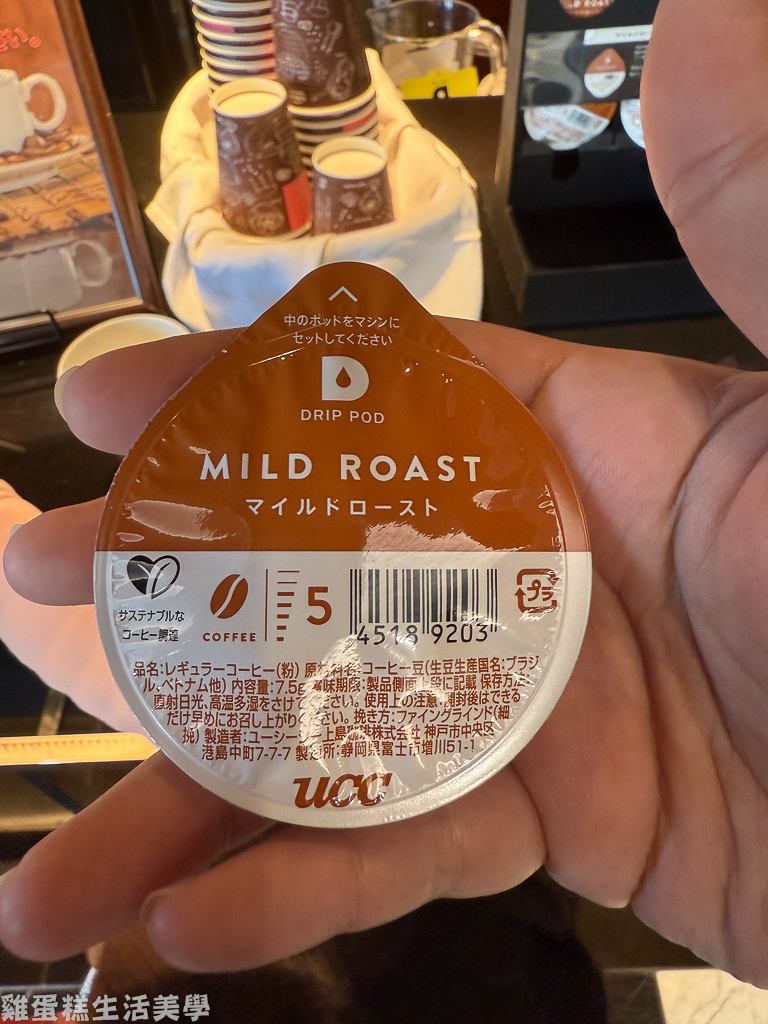 さい。
中のポッドをマシンに
セットしてください
D
DRIP POD
MILD ROAST
マイルドロースト
サステナブルな
コーヒー調達
COFFEE
5
4518 9203
プラ
品名:レギュラーコーヒー(粉) 原材料名:コーヒー豆(生豆生産国名:ブラジ
ル、ベトナム他) 内容量:7.5g 賞味期限:製品側面上段に記載 保存方法:
直射日光、高温多湿をさけてください。使用上の注意:開封後はできる
だけ早めにお召し上がりください。挽き方:ファイングラインド(細
挽) 製造者:ユーシーシー上島珈琲株式会社 神戸市中央区
港島中町7-7-7 製造所:静岡県富士市増川51-1
UCC
雞蛋糕生活美學